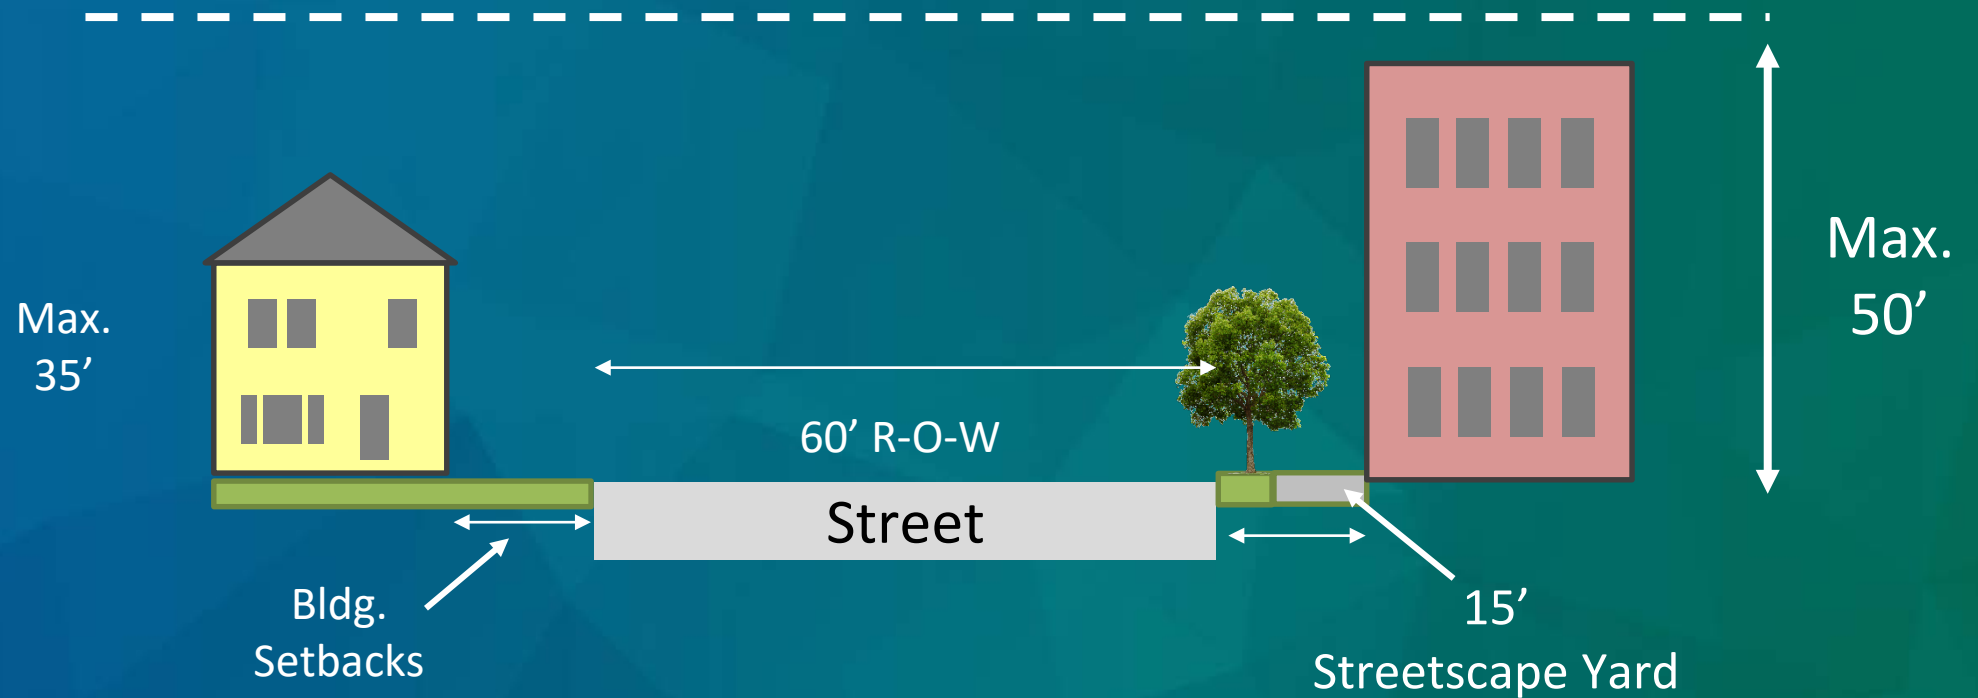 Max.
35’
60’ R-O-W
Street
Bldg.
Setbacks
15’
Streetscape Yard
Max.
50’